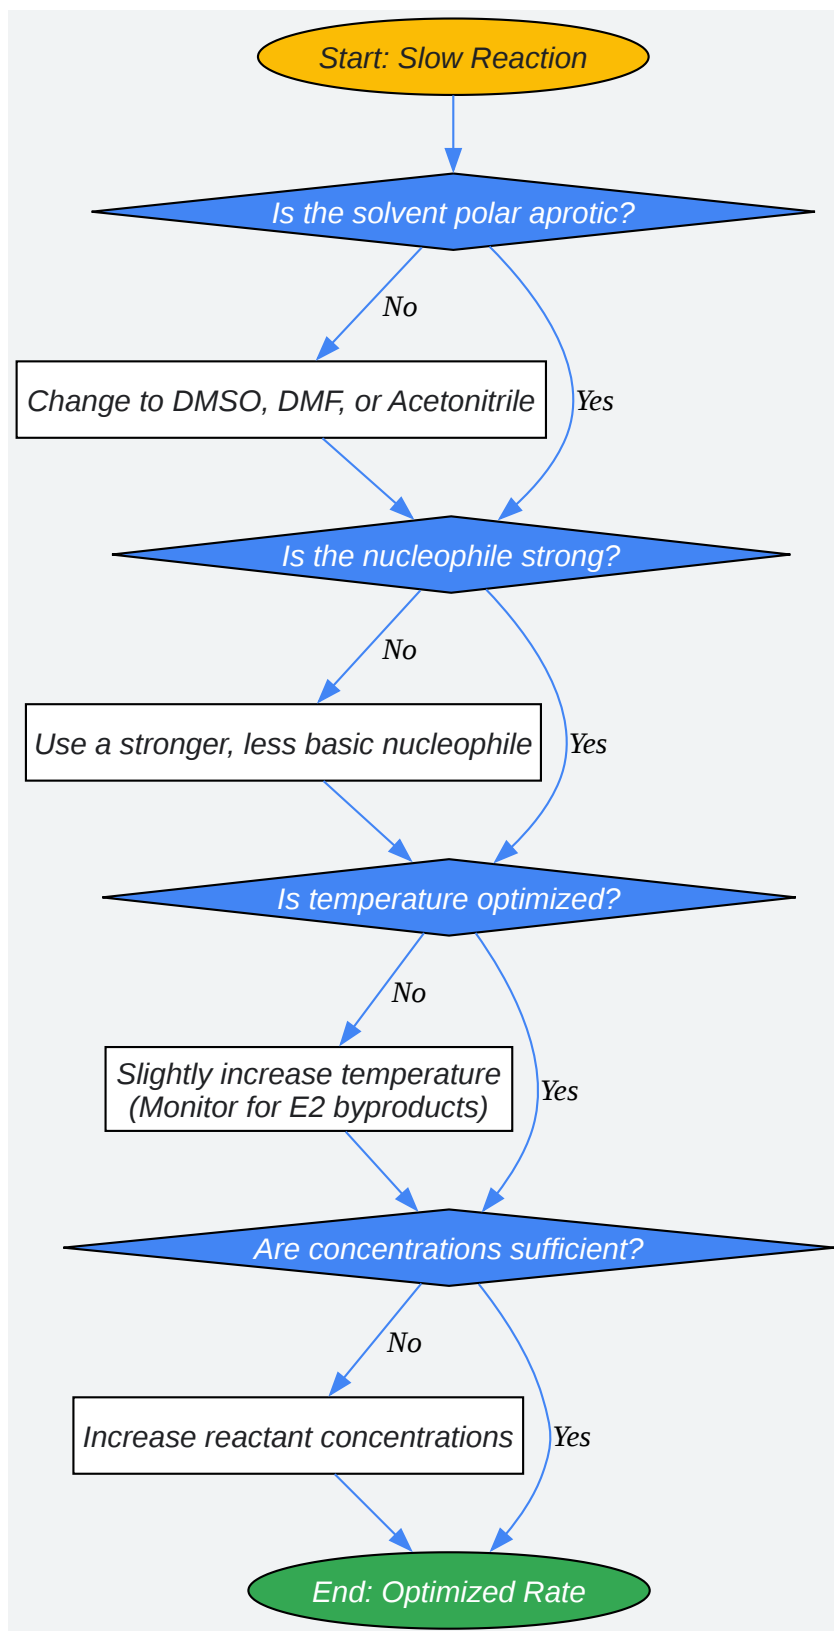 Start: Slow Reaction
Is the solvent polar aprotic?
No
Change to DMSO, DMF, or Acetonitrile
Yes
Is the nucleophile strong?
No
Use a stronger, less basic nucleophile
Yes
Is temperature optimized?
No
Slightly increase temperature
(Monitor for E2 byproducts)
Yes
Are concentrations sufficient?
No
Increase reactant concentrations
Yes
End: Optimized Rate